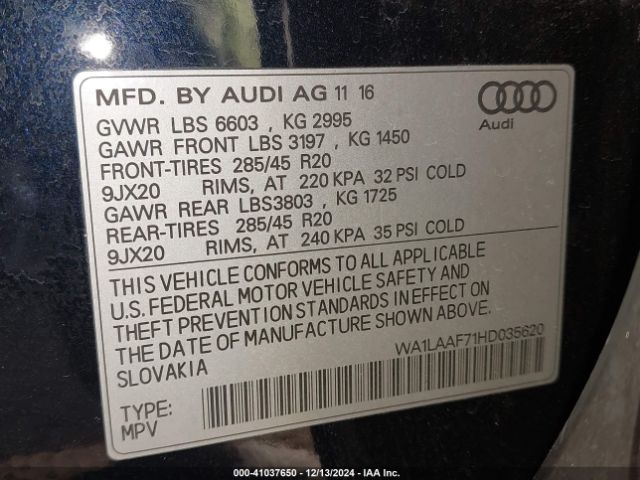 MFD. BY AUDI AG 11 16
Audi
GVWR LBS 6603 , KG 2995
GAWR FRONT LBS 3197 , KG 1450
FRONT-TIRES 285/45 R20
9JX20 RIMS, AT 220 KPA 32 PSI COLD
GAWR REAR LBS3803 , KG 1725
REAR-TIRES 285/45 R20
9JX20 RIMS, AT 240 KPA 35 PSI COLD
THIS VEHICLE CONFORMS TO ALL APPLICABLE
U.S. FEDERAL MOTOR VEHICLE SAFETY AND
THEFT PREVENTION STANDARDS IN EFFECT ON
THE DATE OF MANUFACTURE SHOWN ABOVE.
SLOVAKIA
WA1LAAF71HD035620
TYPE:
MPV
000-41037650 - 12/13/2024 - IAA Inc.